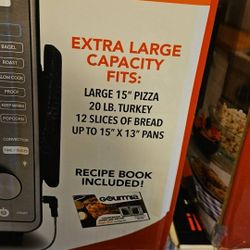 BAGEL
ROAST
SLOW COOK
PROOF
KEEP WARM
POPCORN
CONVECTION
EXTRA LARGE
CAPACITY
FITS:
LARGE 15" PIZZA
20 LB. TURKEY
12 SLICES OF BREAD
UP TO 15" X 13" PANS
RECIPE BOOK
INCLUDED!
Gourmia